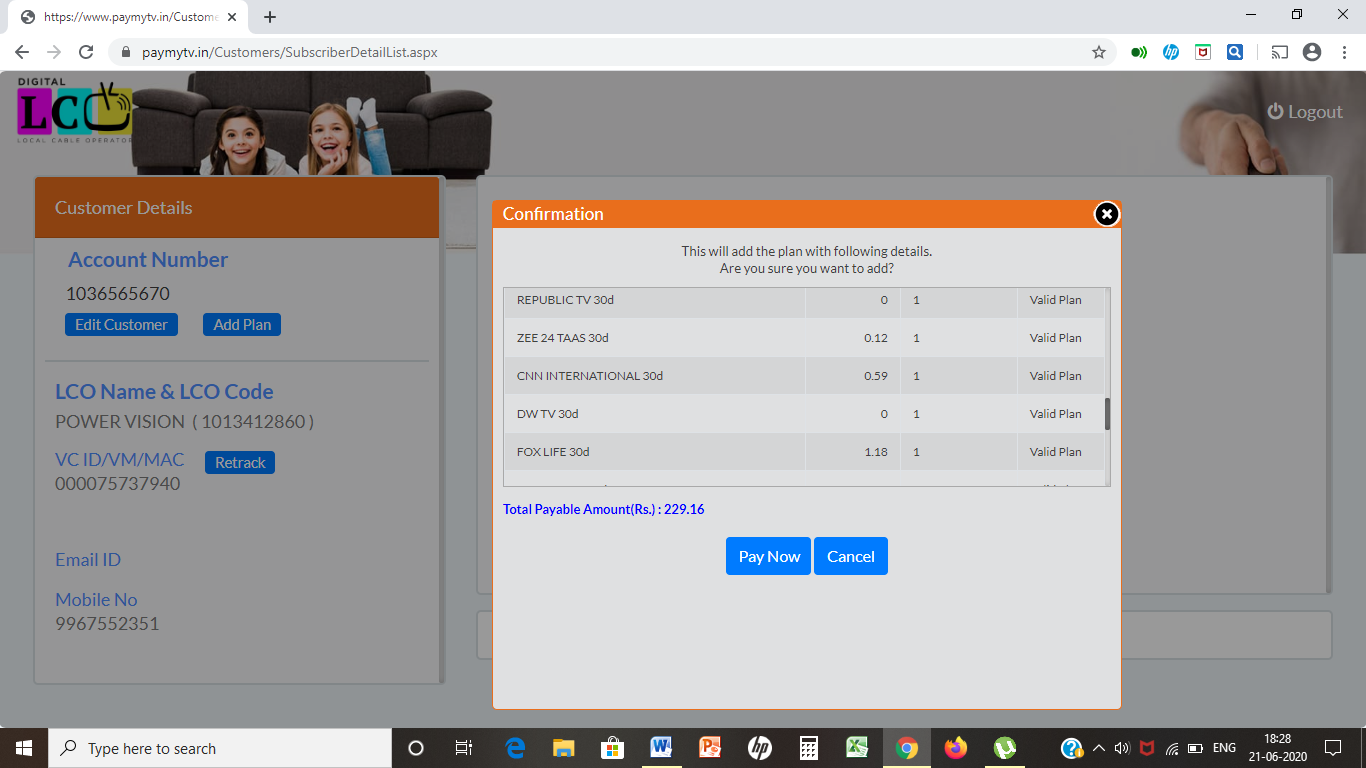 https://www.paymytv.in/Custome
paymytv.in/Customers/SubscriberDetailList.aspx
DIGITAL
LCO
LOCAL CABLE OPERATOR
Logout
Customer Details
Account Number
1036565670
Edit Customer
Add Plan
LCO Name & LCO Code
POWER VISION ( 1013412860 )
VC ID/VM/MAC
Retrack
000075737940
Email ID
Mobile No
9967552351
Confirmation
This will add the plan with following details.
Are you sure you want to add?
REPUBLIC TV 30d 0 1 Valid Plan
ZEE 24 TAAS 30d 0.12 1 Valid Plan
CNN INTERNATIONAL 30d 0.59 1 Valid Plan
DW TV 30d 0 1 Valid Plan
FOX LIFE 30d 1.18 1 Valid Plan
Total Payable Amount(Rs.) : 229.16
Pay Now
Cancel
Type here to search
ENG
18:28
21-06-2020